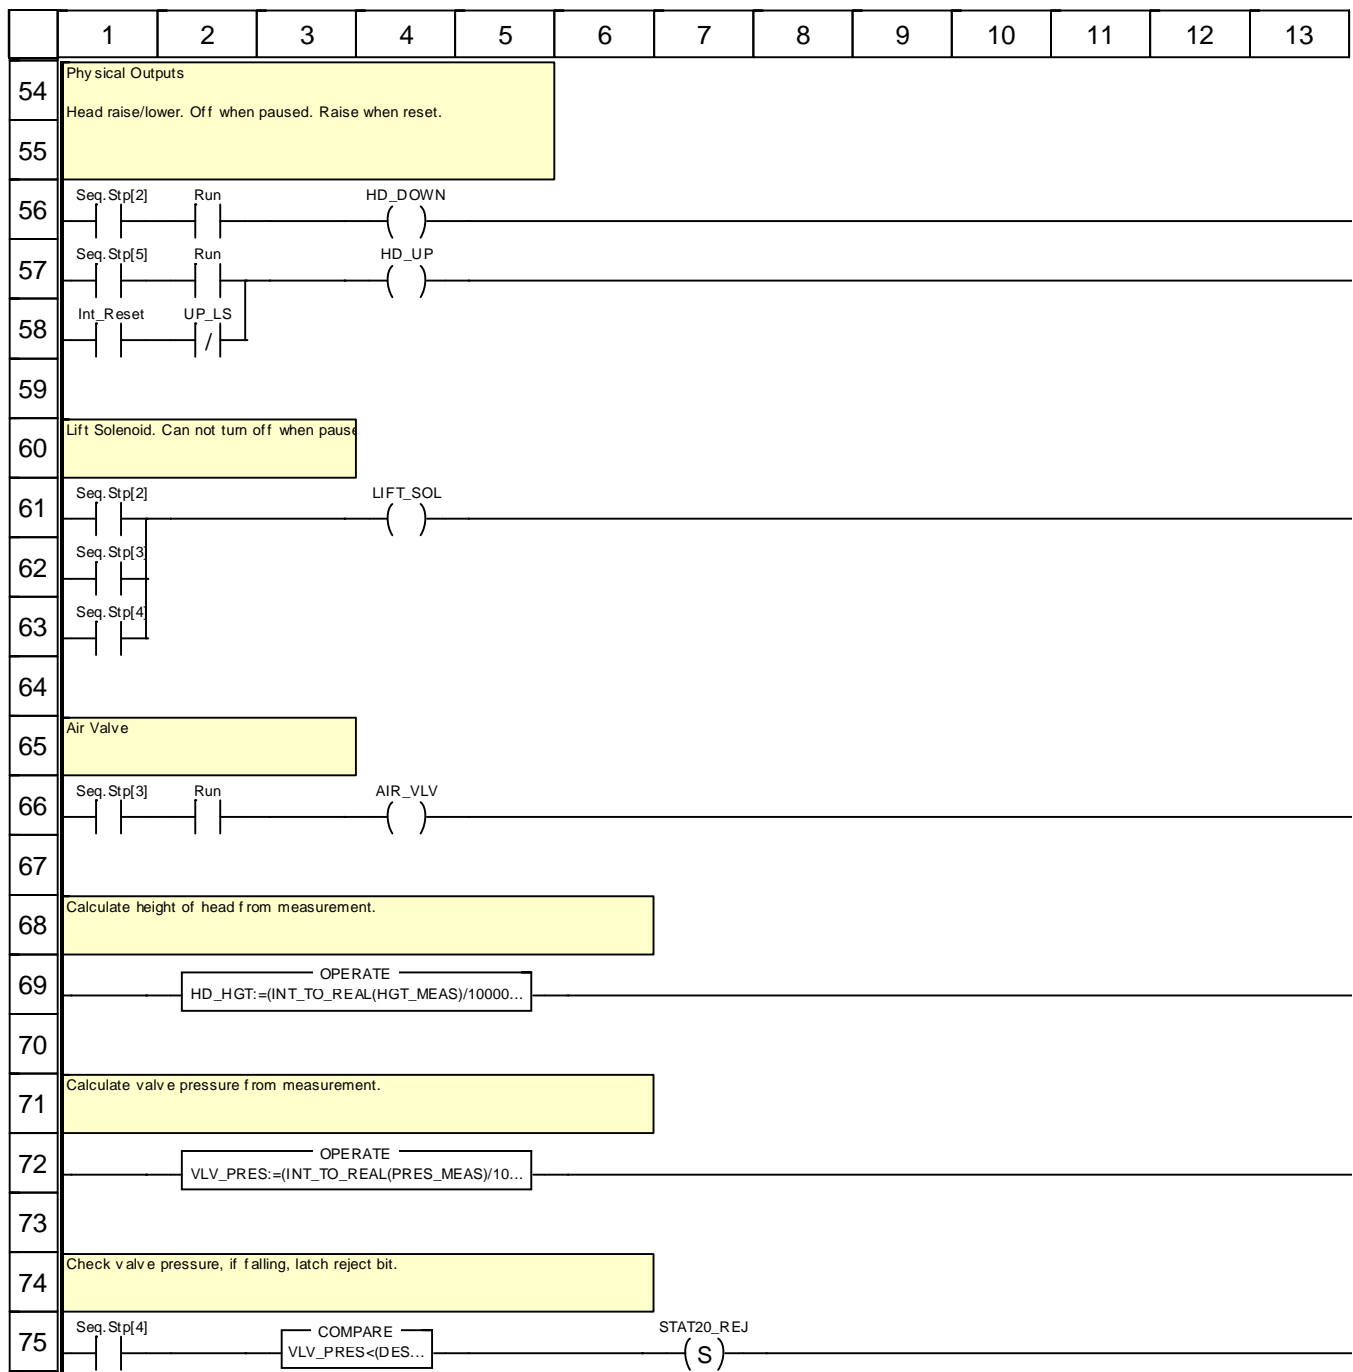 1 2 3 4 5 6 7 8 9 10 11 12 13
54
Physical Outputs
Head raise/lower. Off when paused. Raise when reset.
55
56
Seq.Stp[2] Run HD_DOWN
57
Seq.Stp[5] Run HD_UP
58
Int_Reset UP_LS
/
59
60
Lift Solenoid. Can not turn off when pause
61
Seq.Stp[2] LIFT_SOL
62
Seq.Stp[3]
63
Seq.Stp[4]
64
65
Air Valve
66
Seq.Stp[3] Run AIR_VLV
67
68
Calculate height of head from measurement.
69
OPERATE
HD_HGT:=(INT_TO_REAL(HGT_MEAS)/10000...
70
71
Calculate valve pressure from measurement.
72
OPERATE
VLV_PRES:=(INT_TO_REAL(PRES_MEAS)/10...
73
74
Check valve pressure, if falling, latch reject bit.
75
Seq.Stp[4] COMPARE STAT20_REJ
VLV_PRES<(DES... S